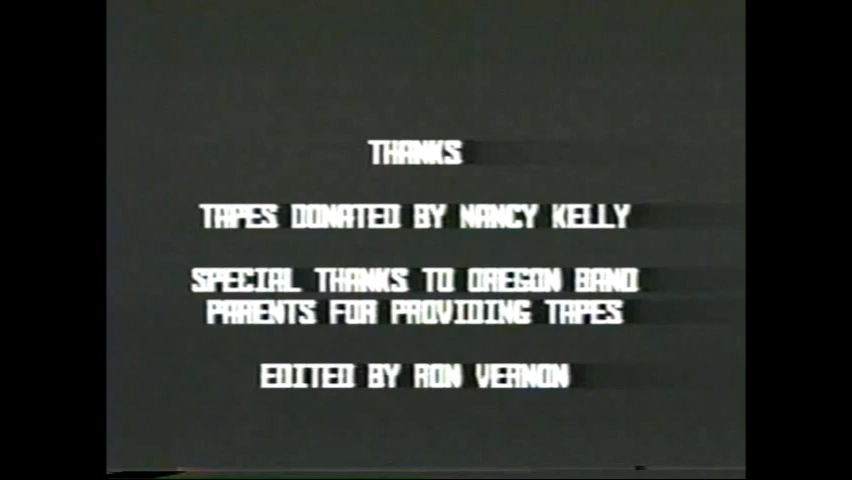 THANKS
TAPES DONATED BY NANCY KELLY
SPECIAL THANKS TO OREGON BAND
PARENTS FOR PROVIDING TAPES
EDITED BY RON VERNON